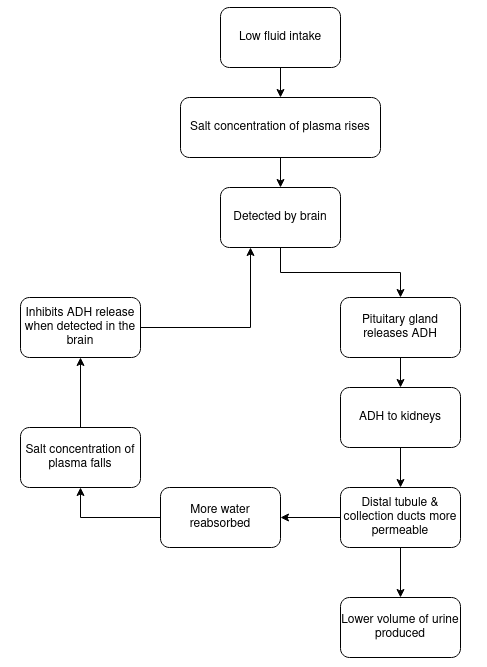 Low fluid intake
Salt concentration of plasma rises
Detected by brain
Inhibits ADH release
when detected in the
brain
Pituitary gland
releases ADH
ADH to kidneys
Salt concentration of
plasma falls
More water
reabsorbed
Distal tubule &
collection ducts more
permeable
Lower volume of urine
produced